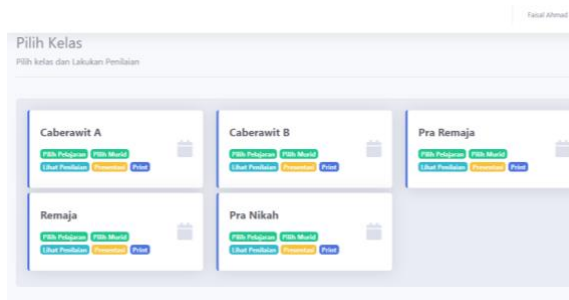 Faisal Ahmad
Pilih Kelas
Pilih kelas dan Lakukan Penilaian
Caberawit A
Pilih Pelajaran Pilih Murid
Lihat Penilaian Presentasi Print
Caberawit B
Pilih Pelajaran Pilih Murid
Lihat Penilaian Presentasi Print
Pra Remaja
Pilih Pelajaran Pilih Murid
Lihat Penilaian Presentasi Print
Remaja
Pilih Pelajaran Pilih Murid
Lihat Penilaian Presentasi Print
Pra Nikah
Pilih Pelajaran Pilih Murid
Lihat Penilaian Presentasi Print